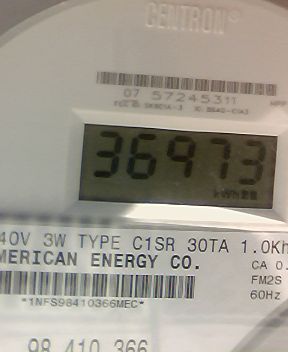 CENTRON®
07 57245311
36973
kWh
40V 3W TYPE C1SR 30TA 1.0Kh
MERICAN ENERGY CO.
CA 0.
FM2S
*1NFS98410366MEC*
60Hz
98 410 366